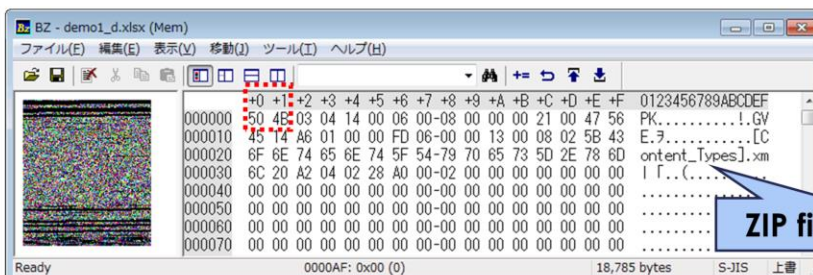 BZ - demo1_d.xlsx (Mem)
ファイル(F) 編集(E) 表示(V) 移動(J) ツール(T) ヘルプ(H)
+0 +1 +2 +3 +4 +5 +6 +7 +8 +9 +A +B +C +D +E +F 0123456789ABCDEF
000000 50 4B 03 04 14 00 06 00-08 00 00 00 21 00 47 56 PK..........!.GV
000010 45 14 A6 01 00 00 FD 06-00 00 13 00 08 02 5B 43 E.ｦ...........[C
000020 6F 6E 74 65 6E 74 5F 54-79 70 65 73 5D 2E 78 6D ontent_Types].xm
000030 6C 20 A2 04 02 28 A0 00-02 00 00 00 00 00 00 00 l ｢..(
000040 00 00 00 00 00 00 00 00-00 00 00 00 00 00 00 00
000050 00 00 00 00 00 00 00 00-00 00 00 00 00 00 00 00
000060 00 00 00 00 00 00 00 00-00 00 00 00 00 00 00 00
000070 00 00 00 00 00 00 00 00-00 00 00 00 00 00 00 00
ZIP fi
Ready 0000AF: 0x00 (0) 18,785 bytes S-JIS 上書